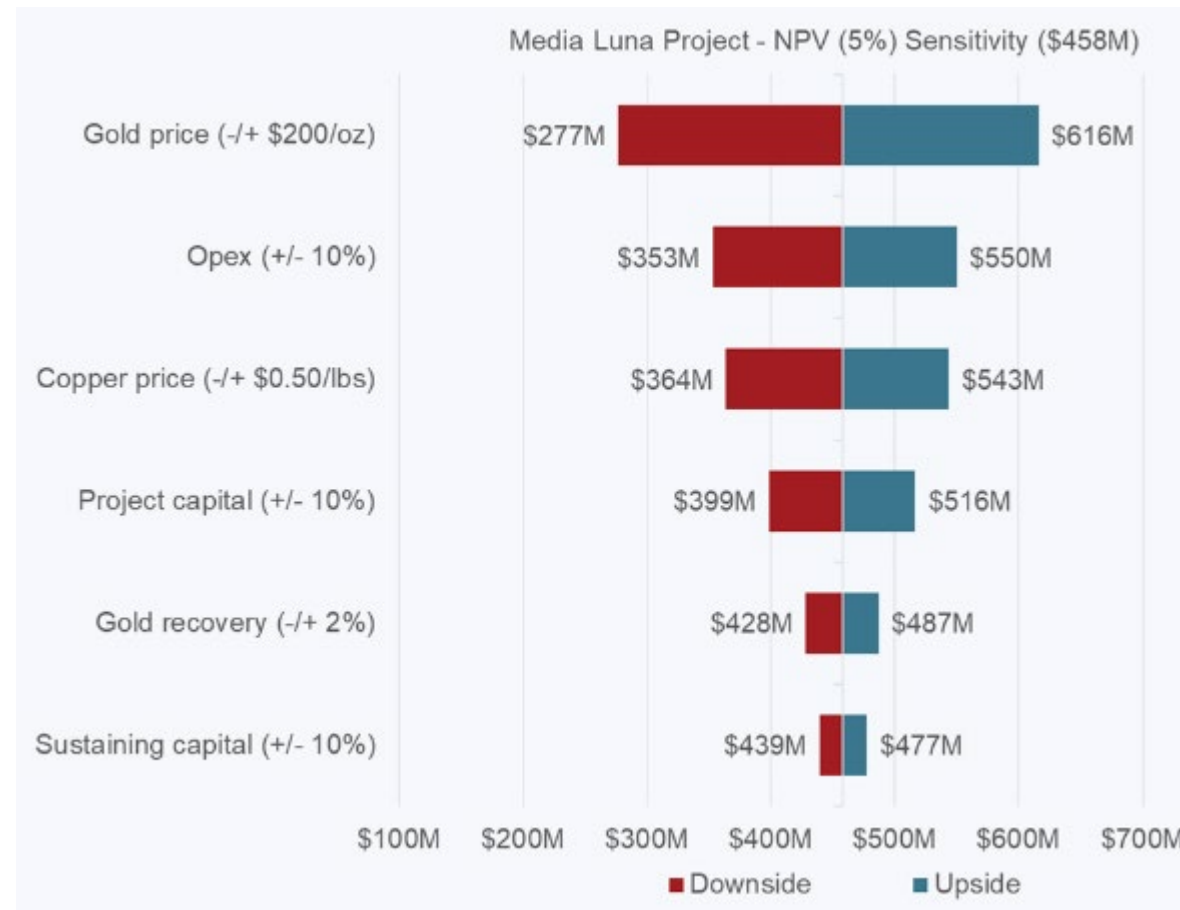 Media Luna Project - NPV (5%) Sensitivity ($458M)
Gold price (-/+ $200/oz) $277M $616M
Opex (+/- 10%) $353M $550M
Copper price (-/+ $0.50/lbs) $364M $543M
Project capital (+/- 10%) $399M $516M
Gold recovery (-/+ 2%) $428M $487M
Sustaining capital (+/- 10%) $439M $477M
$100M $200M $300M $400M $500M $600M $700M
Downside Upside